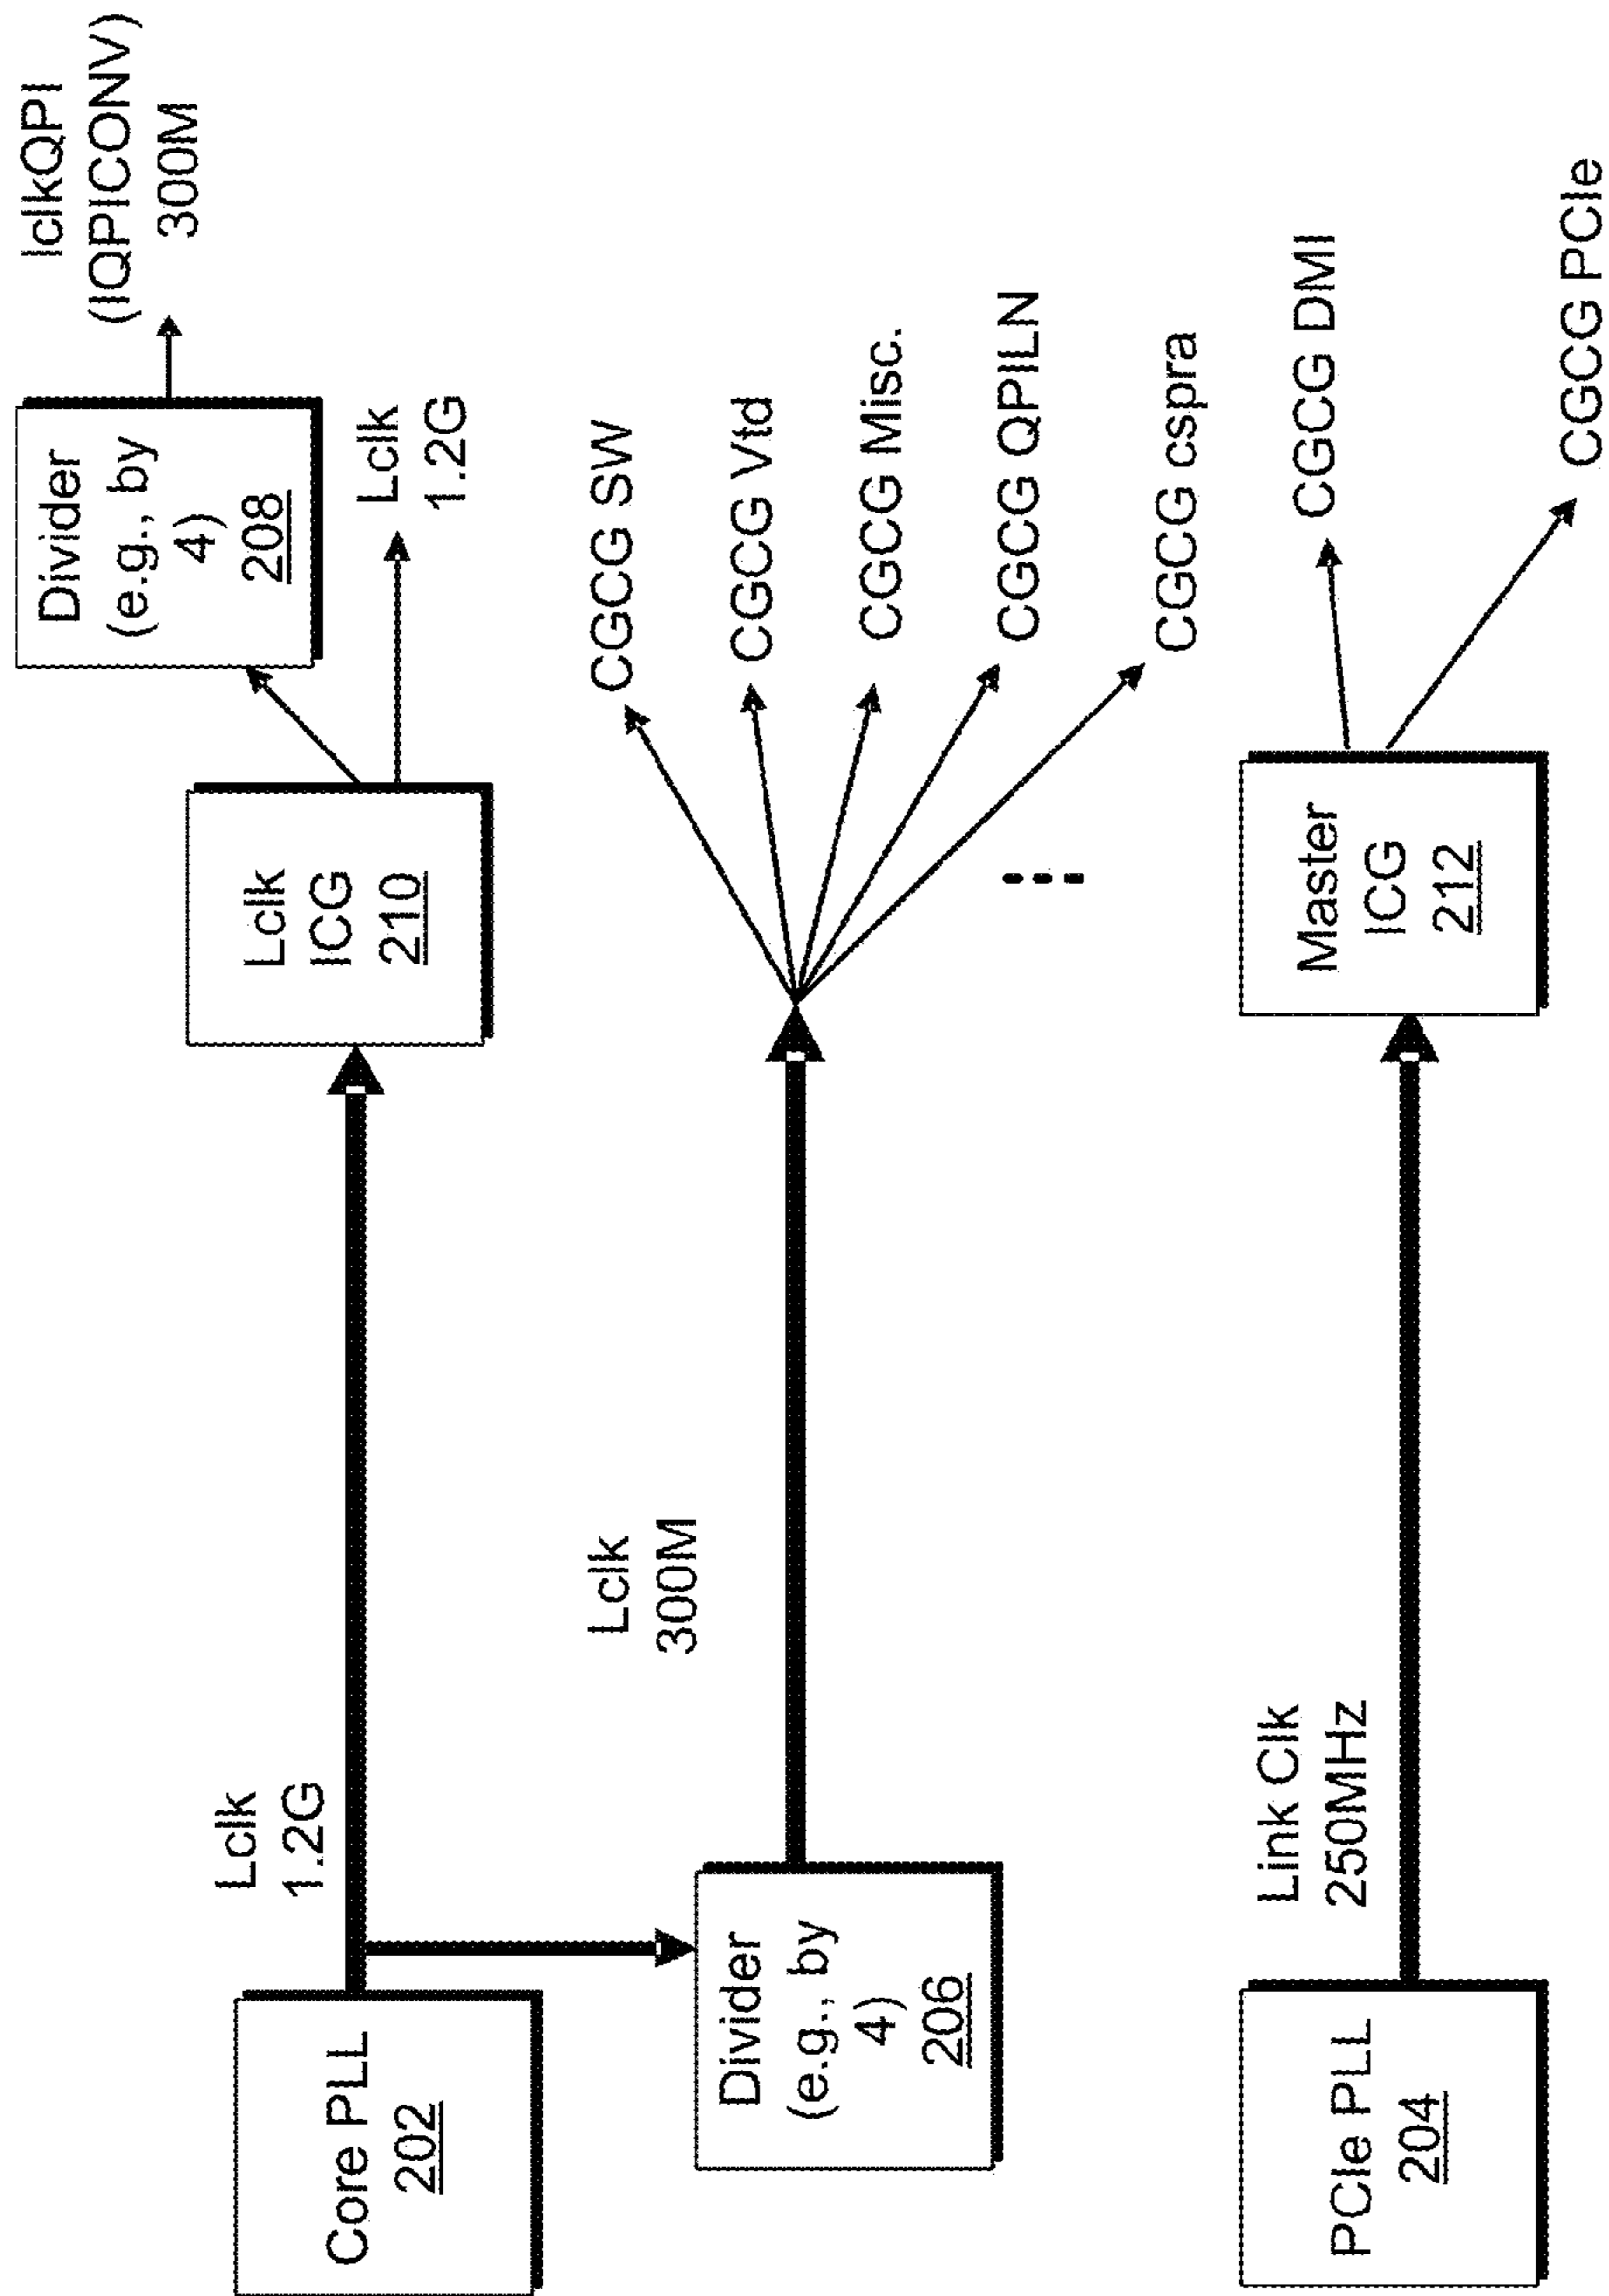 lclkQPI
(IQPICONV)
300M
Divider
(e.g., by
4)
208
Lclk
1.2G
Lclk
ICG
210
Lclk
1.2G
Core PLL
202
CGCG SW
CGCG Vtd
CGCG Misc.
CGCG QPILN
CGCG cspra
Lclk
300M
Divider
(e.g., by
4)
206
CGCG DMI
CGCG PCIe
Master
ICG
212
Link Clk
250MHz
PCIe PLL
204